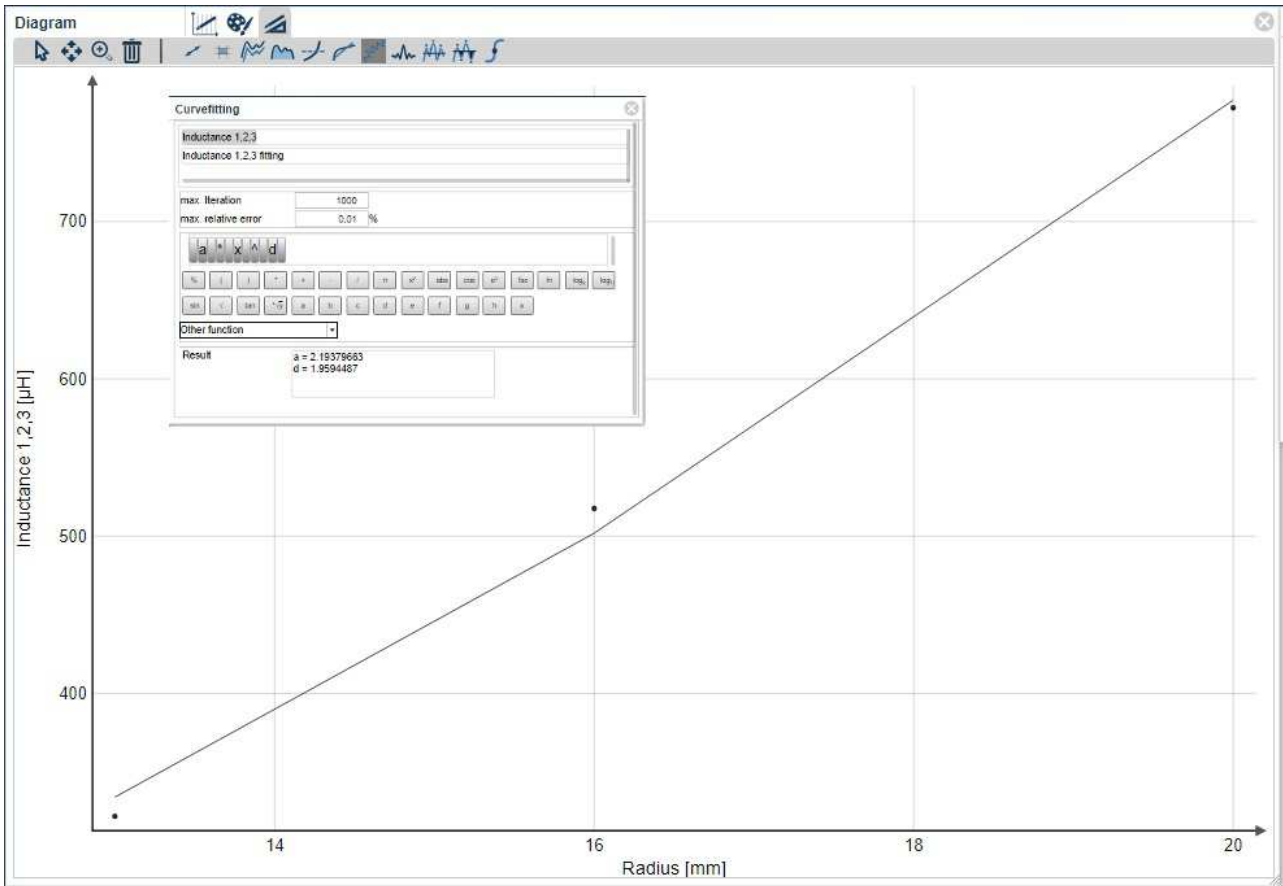 Diagram
Curvefitting
Inductance 1,2,3
Inductance 1,2,3 fitting
max. Iteration 1000
max. relative error 0.01 %
a * x ^ d
Other function
Result
a = 2.19379663
d = 1.9594487
700
600
500
400
Inductance 1,2,3 [µH]
14 16 18 20
Radius [mm]